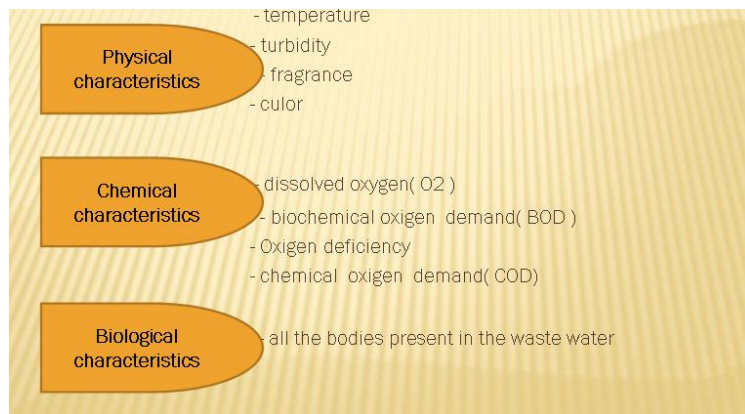 Physical
characteristics
- temperature
- turbidity
- fragrance
- culor
Chemical
characteristics
- dissolved oxygen( O2 )
- biochemical oxigen demand( BOD )
- Oxigen deficiency
- chemical oxigen demand( COD)
Biological
characteristics
- all the bodies present in the waste water